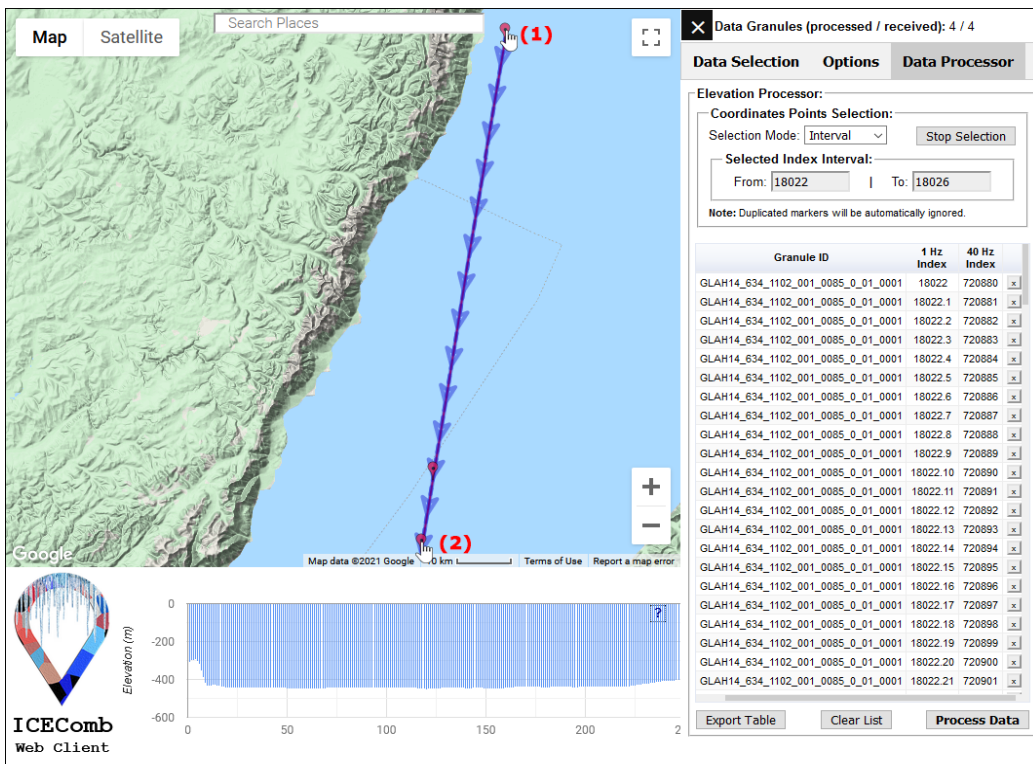 Map Satellite
Search Places
(1)
(2)
Google
Map data ©2021 Google
10 km
Terms of Use
Report a map error
ICEComb
Web Client
Elevation (m)
0
-200
-400
-600
0
50
100
150
200
2
?
X Data Granules (processed / received): 4 / 4
Data Selection Options Data Processor
Elevation Processor:
Coordinates Points Selection:
Selection Mode: Interval Stop Selection
Selected Index Interval:
From: 18022 | To: 18026
Note: Duplicated markers will be automatically ignored.
Granule ID 1 Hz Index 40 Hz Index
GLAH14_634_1102_001_0085_0_01_0001 18022 720880 x
GLAH14_634_1102_001_0085_0_01_0001 18022.1 720881 x
GLAH14_634_1102_001_0085_0_01_0001 18022.2 720882 x
GLAH14_634_1102_001_0085_0_01_0001 18022.3 720883 x
GLAH14_634_1102_001_0085_0_01_0001 18022.4 720884 x
GLAH14_634_1102_001_0085_0_01_0001 18022.5 720885 x
GLAH14_634_1102_001_0085_0_01_0001 18022.6 720886 x
GLAH14_634_1102_001_0085_0_01_0001 18022.7 720887 x
GLAH14_634_1102_001_0085_0_01_0001 18022.8 720888 x
GLAH14_634_1102_001_0085_0_01_0001 18022.9 720889 x
GLAH14_634_1102_001_0085_0_01_0001 18022.10 720890 x
GLAH14_634_1102_001_0085_0_01_0001 18022.11 720891 x
GLAH14_634_1102_001_0085_0_01_0001 18022.12 720892 x
GLAH14_634_1102_001_0085_0_01_0001 18022.13 720893 x
GLAH14_634_1102_001_0085_0_01_0001 18022.14 720894 x
GLAH14_634_1102_001_0085_0_01_0001 18022.15 720895 x
GLAH14_634_1102_001_0085_0_01_0001 18022.16 720896 x
GLAH14_634_1102_001_0085_0_01_0001 18022.17 720897 x
GLAH14_634_1102_001_0085_0_01_0001 18022.18 720898 x
GLAH14_634_1102_001_0085_0_01_0001 18022.19 720899 x
GLAH14_634_1102_001_0085_0_01_0001 18022.20 720900 x
GLAH14_634_1102_001_0085_0_01_0001 18022.21 720901 x
Export Table Clear List Process Data